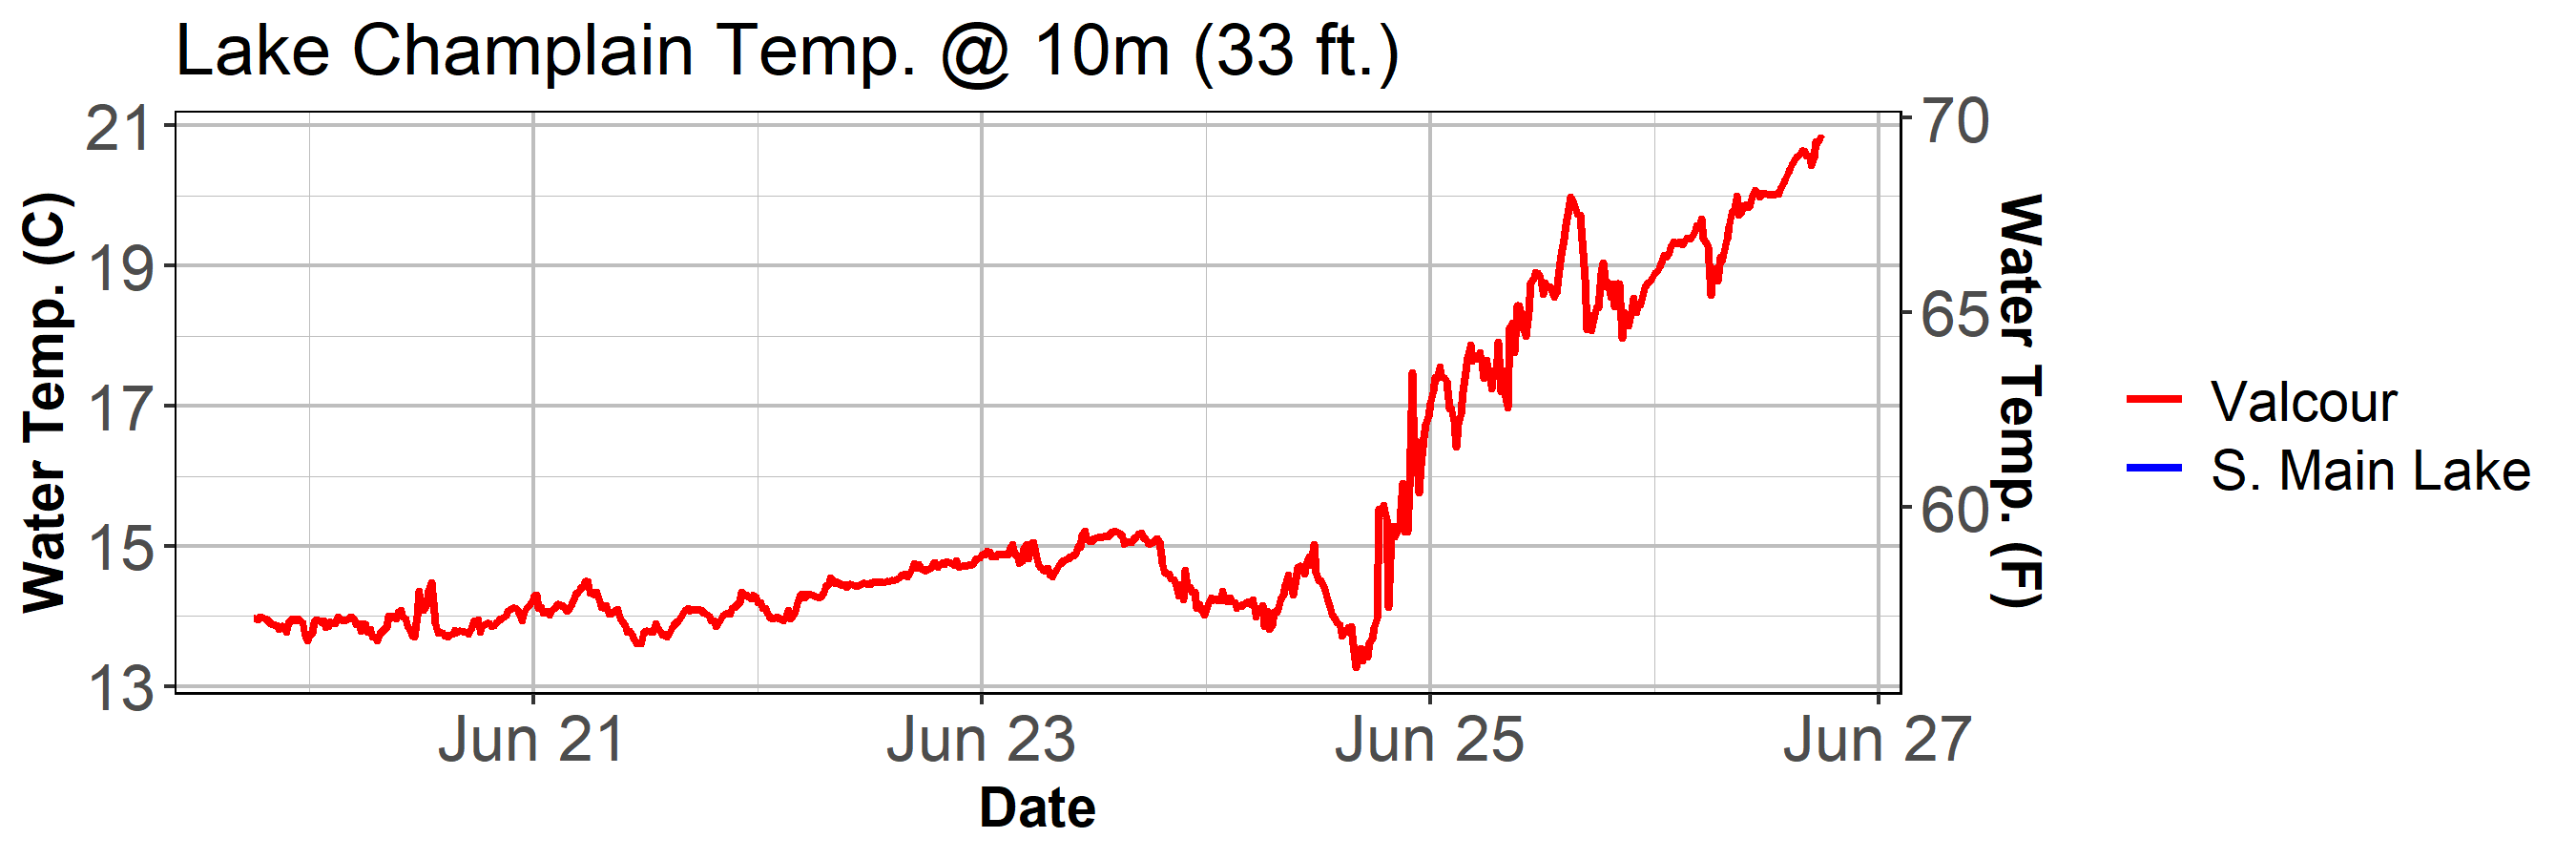 Lake Champlain Temp. @ 10m (33 ft.)
Water Temp. (C)
21
19
17
15
13
70
65
60
Water Temp. (F)
Jun 21
Jun 23
Jun 25
Jun 27
Date
Valcour
S. Main Lake